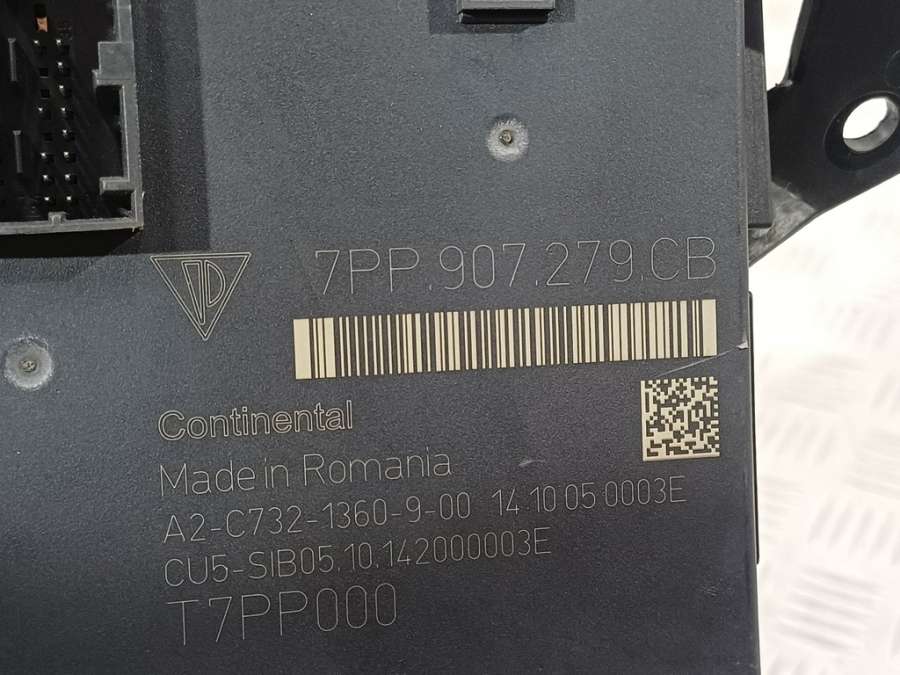 7PP.907.279.CB
Continental
Made in Romania
A2-C732-1360-9-00 14.10.05 0003E
CU5-SIB05.10.142000003E
T7PP000